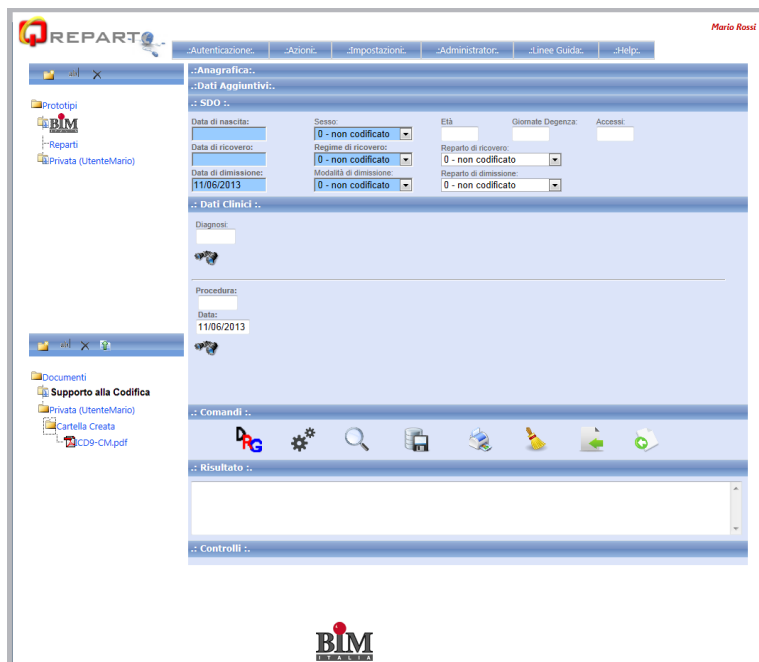 QREPARTO
Mario Rossi
.:Autenticazione:. .:Azioni:. .:Impostazioni:. .:Administrator:. .:Linee Guida:. .:Help:.
.:Anagrafica:.
.:Dati Aggiuntivi:.
.: SDO :.
Data di nascita: Sesso: Età Giornate Degenza: Accessi:
0 - non codificato
Data di ricovero: Regime di ricovero: Reparto di ricovero:
0 - non codificato 0 - non codificato
Data di dimissione: Modalità di dimissione: Reparto di dimissione:
11/06/2013 0 - non codificato 0 - non codificato
.: Dati Clinici :.
Diagnosi:
Procedura:
Data:
11/06/2013
.: Comandi :.
DRG
.: Risultato :.
.: Controlli :.
Prototipi
BIM
Reparti
Privata (UtenteMario)
Documenti
Supporto alla Codifica
Privata (UtenteMario)
Cartella Creata
ICD9-CM.pdf
BIM
ITALIA